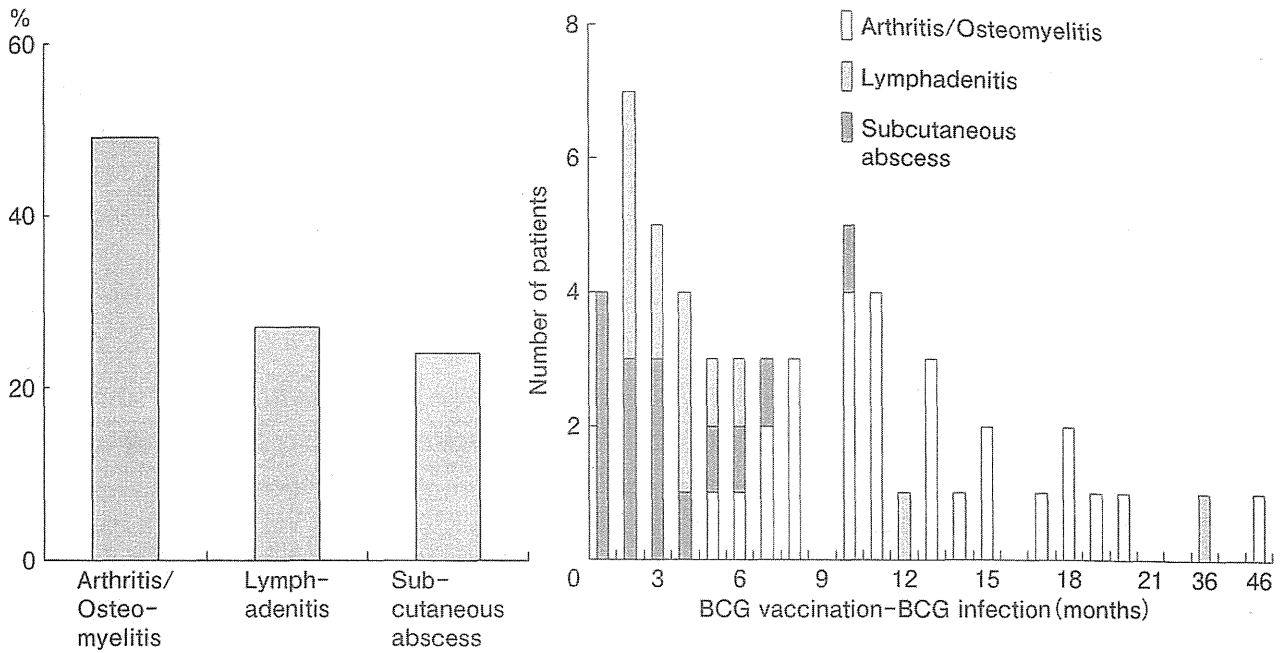 %
60
40
20
0
Arthritis/
Osteo-
myelitis
Lymph-
adenitis
Sub-
cutaneous
abscess
Number of patients
8
6
4
2
0
3
6
9
12
15
18
21
36
46
BCG vaccination-BCG infection (months)
Arthritis/Osteomyelitis
Lymphadenitis
Subcutaneous
abscess